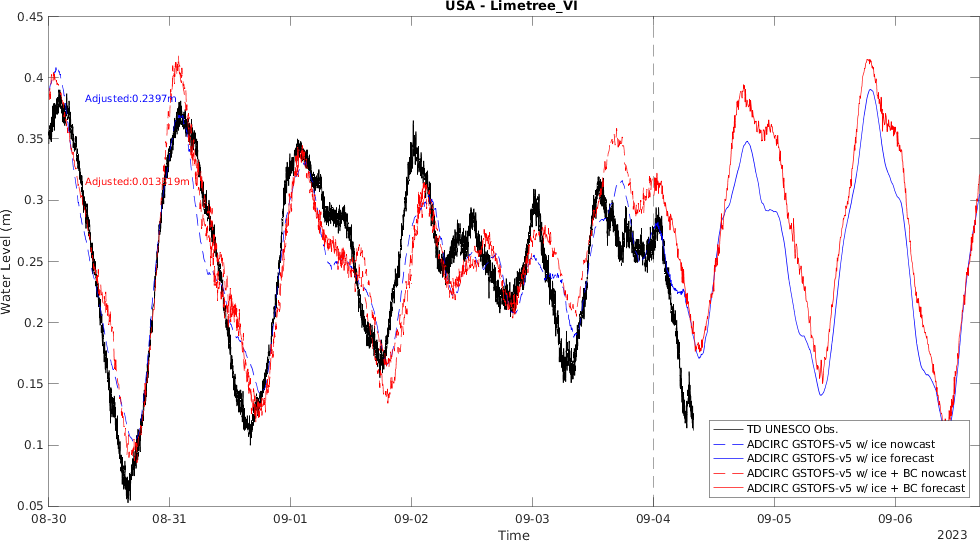 USA - Limetree_VI
0.45
0.4
0.35
0.3
0.25
0.2
0.15
0.1
0.05
Water Level (m)
Adjusted:0.2397m
Adjusted:0.013819m
TD UNESCO Obs.
ADCIRC GSTOFS-v5 w/ ice nowcast
ADCIRC GSTOFS-v5 w/ ice forecast
ADCIRC GSTOFS-v5 w/ ice + BC nowcast
ADCIRC GSTOFS-v5 w/ ice + BC forecast
08-30 08-31 09-01 09-02 09-03 09-04 09-05 09-06
Time
2023